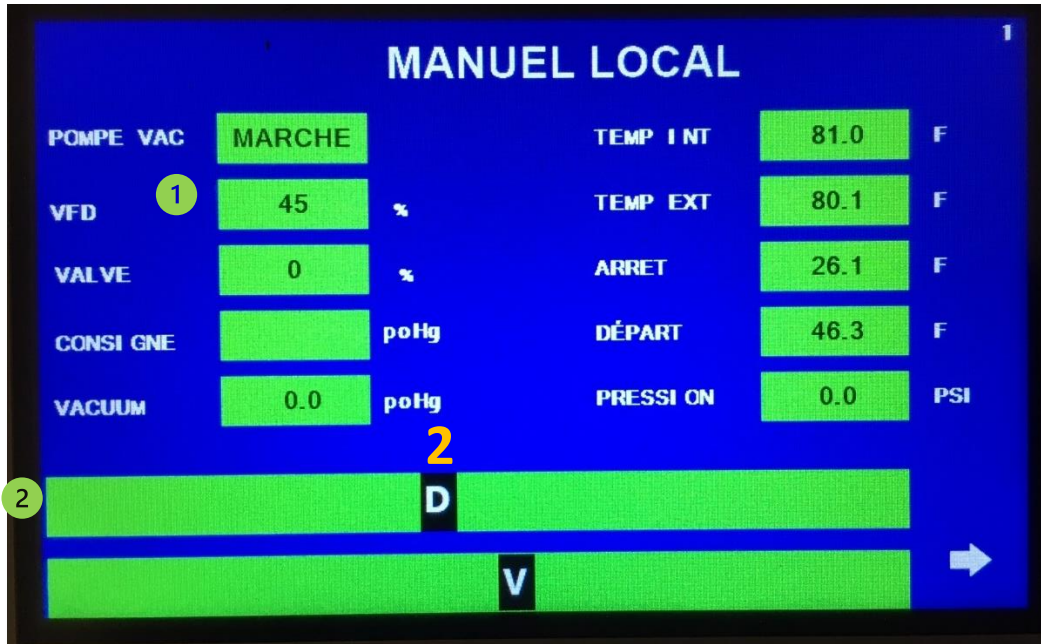 1
MANUEL LOCAL
POMPE VAC MARCHE
1
VFD 45 %
VALVE 0 %
CONSIGNE poHg
VACUUM 0.0 poHg
TEMP INT 81.0 F
TEMP EXT 80.1 F
ARRET 26.1 F
DÉPART 46.3 F
PRESSION 0.0 PSI
2
2
D
V